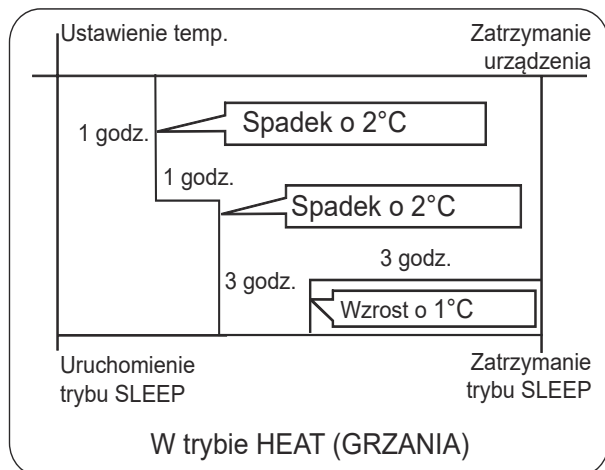 Ustawienie temp.
Zatrzymanie
urządzenia
1 godz.
Spadek o 2°C
1 godz.
Spadek o 2°C
3 godz.
3 godz.
Wzrost o 1°C
Uruchomienie
trybu SLEEP
Zatrzymanie
trybu SLEEP
W trybie HEAT (GRZANIA)